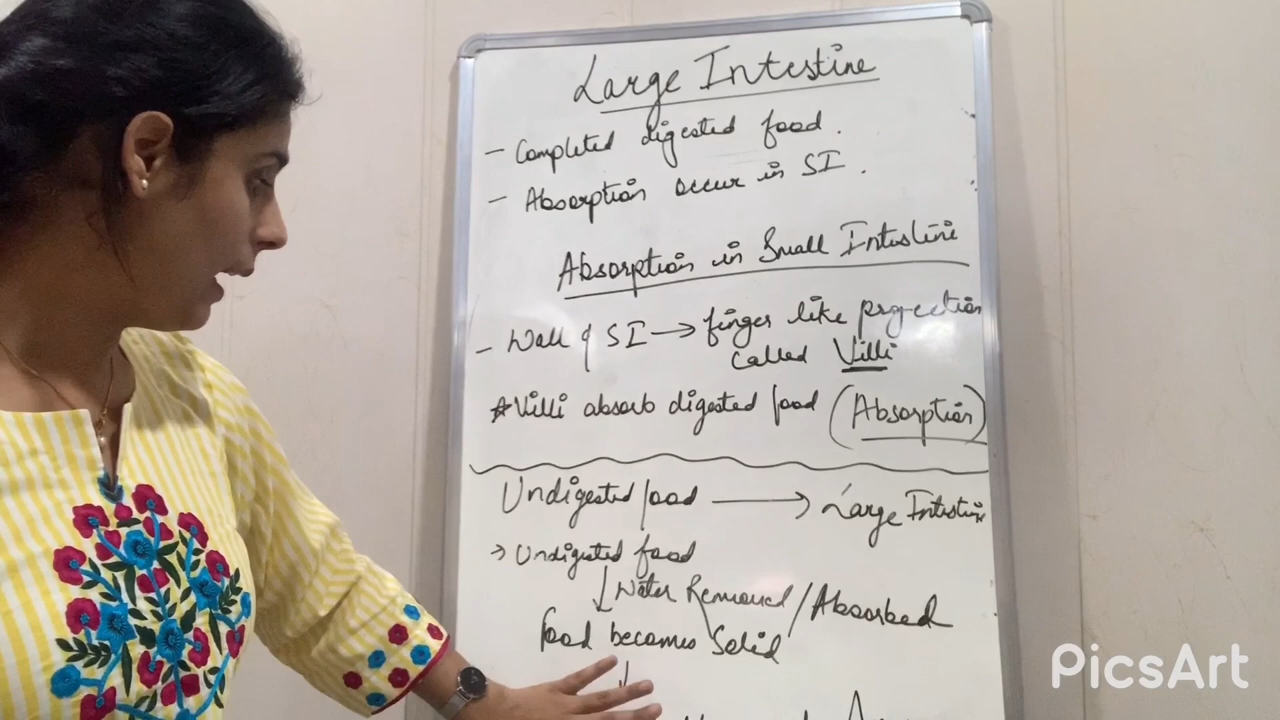 Large Intestine
- Completed digested food.
- Absorption occur in SI.
Absorption in Small Intestine
- Wall of SI → finger like projection
called Villi
* Villi absorb digested food (Absorption)
Undigested food → Large Intestine
→ Undigested food
↓ Water Removed / Absorbed
food becomes Solid
↓
PicsArt